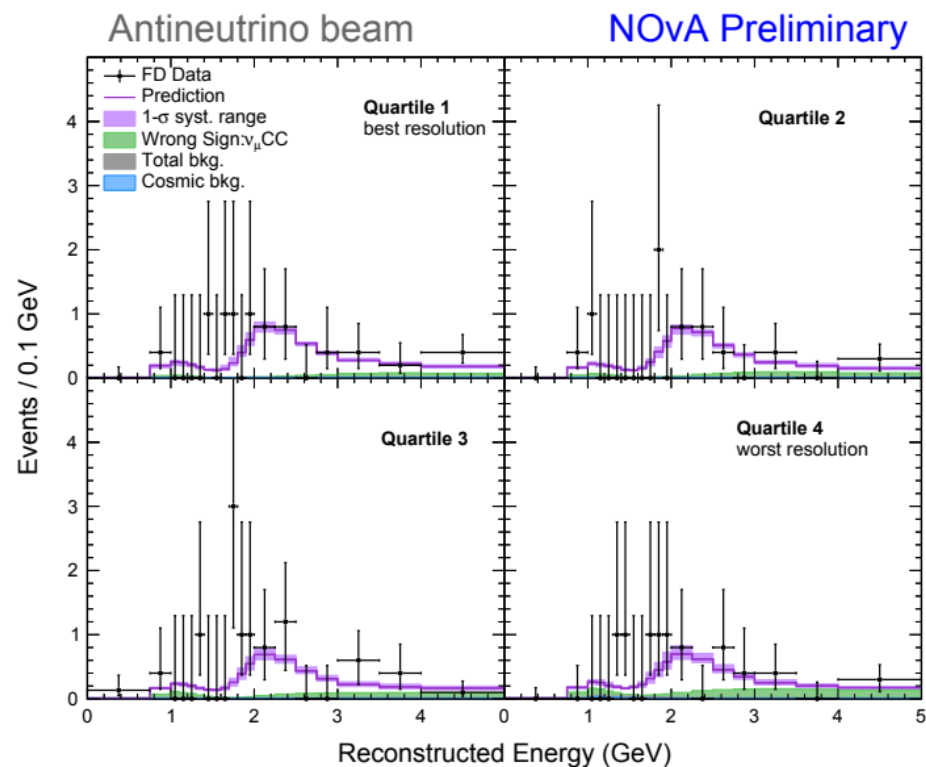 Antineutrino beam
NOvA Preliminary
FD Data
Prediction
1-σ syst. range
Wrong Sign:νμCC
Total bkg.
Cosmic bkg.
Quartile 1
best resolution
Quartile 2
Quartile 3
Quartile 4
worst resolution
Events / 0.1 GeV
4
3
2
1
0
4
3
2
1
0
0 1 2 3 4 0 1 2 3 4 5
Reconstructed Energy (GeV)